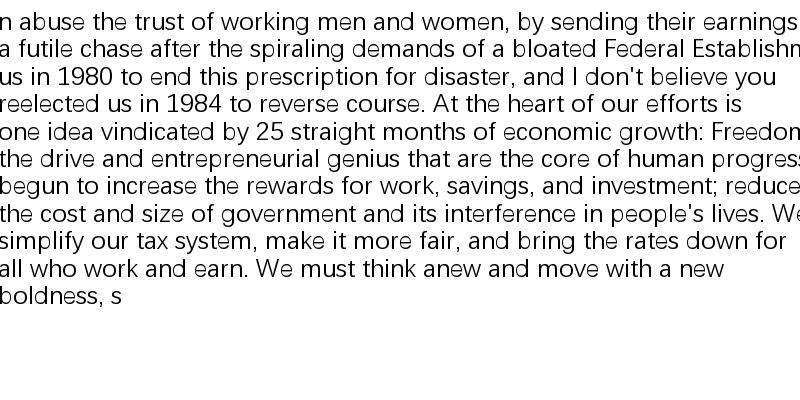 n abuse the trust of working men and women, by sending their earnings
a futile chase after the spiraling demands of a bloated Federal Establishm
us in 1980 to end this prescription for disaster, and I don't believe you
reelected us in 1984 to reverse course. At the heart of our efforts is
one idea vindicated by 25 straight months of economic growth: Freedom
the drive and entrepreneurial genius that are the core of human progress
begun to increase the rewards for work, savings, and investment; reduce
the cost and size of government and its interference in people's lives. We
simplify our tax system, make it more fair, and bring the rates down for
all who work and earn. We must think anew and move with a new
boldness, s